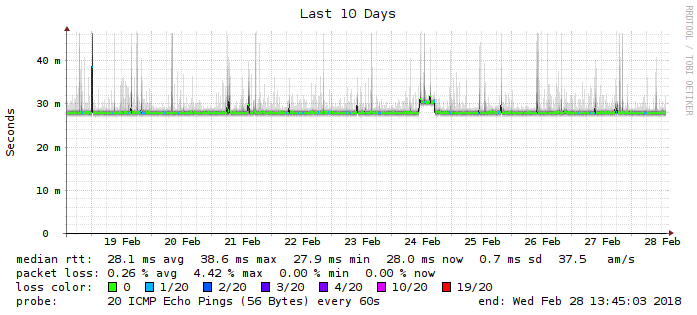 Last 10 Days
RRDTOOL / TOBI OETIKER
Seconds
40 m
30 m
20 m
10 m
0
19 Feb 20 Feb 21 Feb 22 Feb 23 Feb 24 Feb 25 Feb 26 Feb 27 Feb 28 Feb
median rtt: 28.1 ms avg 38.6 ms max 27.9 ms min 28.0 ms now 0.7 ms sd 37.5 am/s
packet loss: 0.26 % avg 4.42 % max 0.00 % min 0.00 % now
loss color: 0 1/20 2/20 3/20 4/20 10/20 19/20
probe: 20 ICMP Echo Pings (56 Bytes) every 60s end: Wed Feb 28 13:45:03 2018